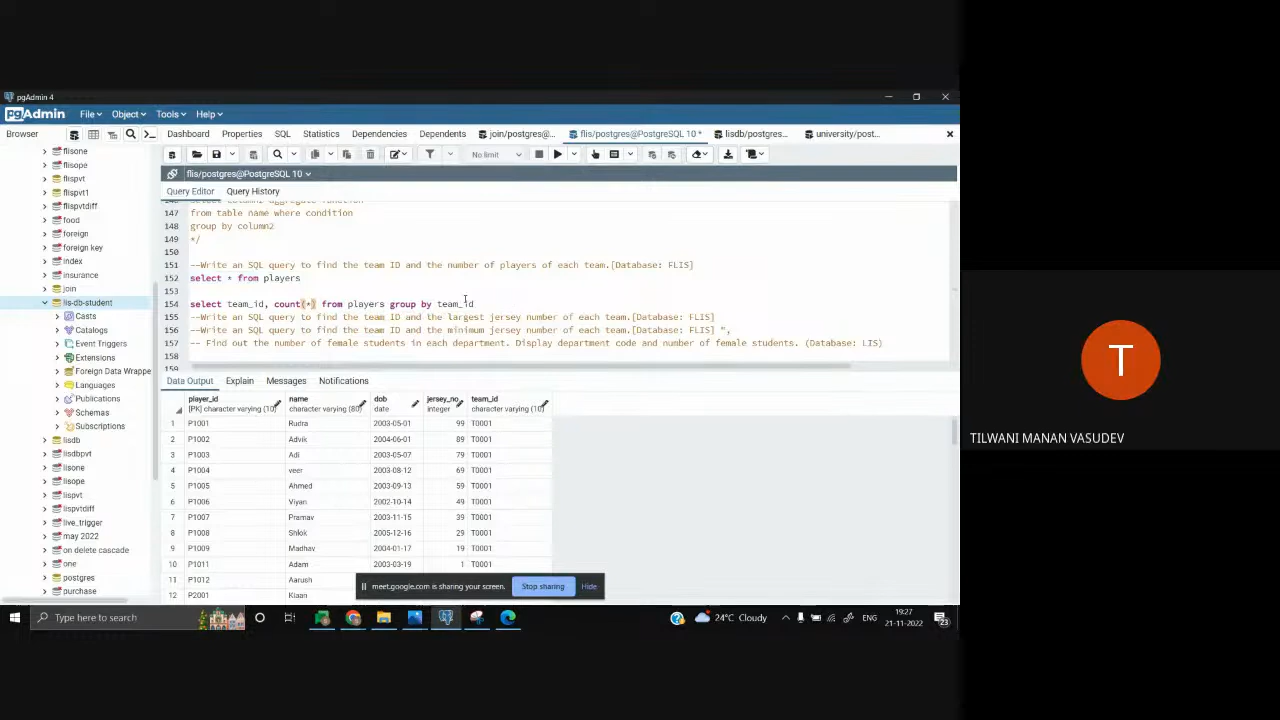 pgAdmin 4
pgAdmin File Object Tools Help
Browser Dashboard Properties SQL Statistics Dependencies Dependents join/postgres@... flis/postgres@PostgreSQL 10 * lisdb/postgres... university/post...
No limit
flis/postgres@PostgreSQL 10
Query Editor Query History
flisone
flisope
flispvt
flispvt1
flispvtdiff
food
foreign
foreign key
index
insurance
join
lis-db-student
Casts
Catalogs
Event Triggers
Extensions
Foreign Data Wrappe
Languages
Publications
Schemas
Subscriptions
lisdb
lisdbpvt
lisone
lisope
lispvt
lispvtdiff
live_trigger
may 2022
on delete cascade
one
postgres
purchase
147 from table name where condition
148 group by column2
149 */
150
151 --Write an SQL query to find the team ID and the number of players of each team.[Database: FLIS]
152 select * from players
153
154 select team_id, count(*) from players group by team_id
155 --Write an SQL query to find the team ID and the largest jersey number of each team.[Database: FLIS]
156 --Write an SQL query to find the team ID and the minimum jersey number of each team.[Database: FLIS] ",
157 -- Find out the number of female students in each department. Display department code and number of female students. (Database: LIS)
158
159
Data Output Explain Messages Notifications
player_id name dob jersey_no team_id
[PK] character varying (10) character varying (80) date integer character varying (10)
1 P1001 Rudra 2003-05-01 99 T0001
2 P1002 Advik 2004-06-01 89 T0001
3 P1003 Adi 2003-05-07 79 T0001
4 P1004 veer 2003-08-12 69 T0001
5 P1005 Ahmed 2003-09-13 59 T0001
6 P1006 Viyan 2002-10-14 49 T0001
7 P1007 Pramav 2003-11-15 39 T0001
8 P1008 Shlok 2005-12-16 29 T0001
9 P1009 Madhav 2004-01-17 19 T0001
10 P1011 Adam 2003-03-19 1 T0001
11 P1012 Aarush
12 P2001 Kiaan
meet.google.com is sharing your screen. Stop sharing Hide
Type here to search
24°C Cloudy ENG 19:27
21-11-2022 23
T
TILWANI MANAN VASUDEV